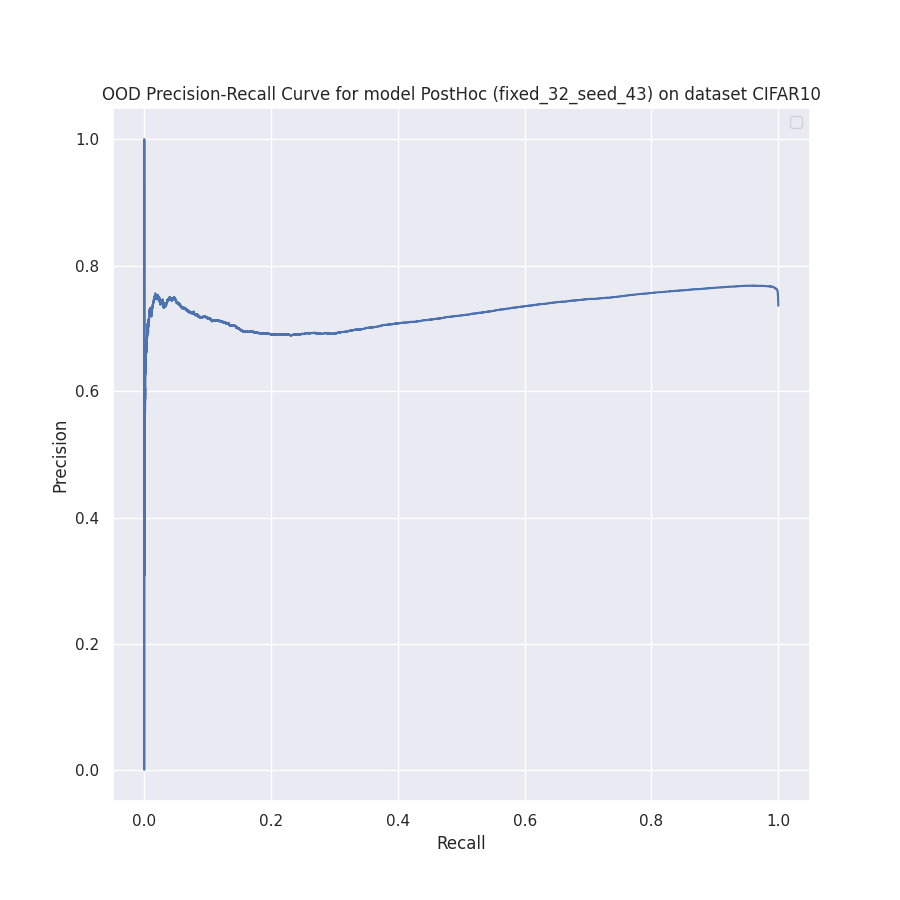 OOD Precision-Recall Curve for model PostHoc (fixed_32_seed_43) on dataset CIFAR10
1.0
0.8
0.6
0.4
0.2
0.0
Precision
0.0 0.2 0.4 0.6 0.8 1.0
Recall